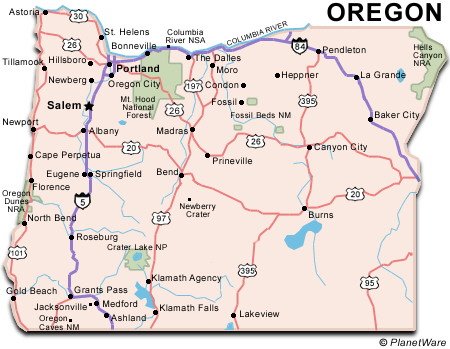 OREGON
Astoria
30
26
St. Helens
Bonneville
Columbia
River NSA
COLUMBIA RIVER
84
Pendleton
Hells
Canyon
NRA
Tillamook
Hillsboro
Portland
The Dalles
Moro
La Grande
Oregon City
Heppner
Newberg
197
Condon
Salem
Mt. Hood
National
Forest
395
Fossil
Baker City
26
Fossil Beds NM
Newport
Albany
Madras
26
20
Canyon City
Cape Perpetua
Prineville
Eugene
Springfield
Bend
Florence
20
Oregon
Dunes
NRA
5
Newberry
Crater
Burns
North Bend
97
Roseburg
Crater Lake NP
101
395
95
Klamath Agency
Gold Beach
Grants Pass
Medford
Jacksonville
Klamath Falls
Lakeview
Oregon
Caves NM
Ashland
© PlanetWare